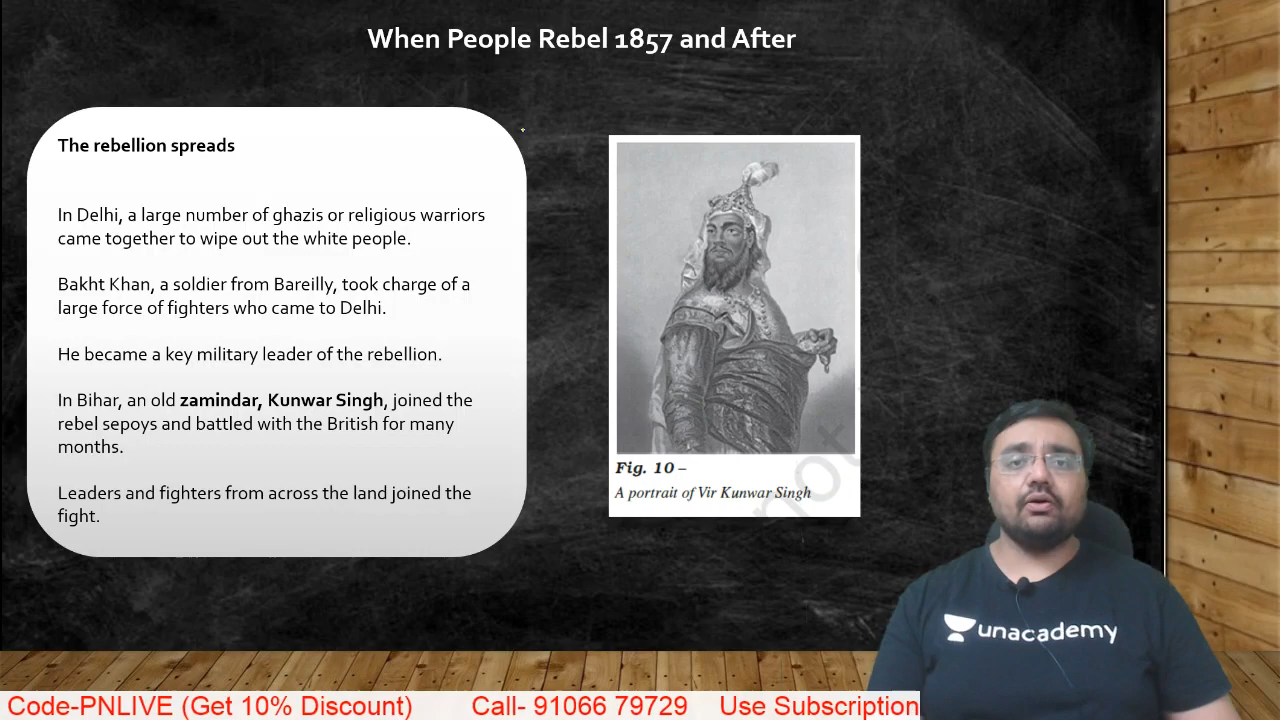 When People Rebel 1857 and After
The rebellion spreads
In Delhi, a large number of ghazis or religious warriors
came together to wipe out the white people.
Bakht Khan, a soldier from Bareilly, took charge of a
large force of fighters who came to Delhi.
He became a key military leader of the rebellion.
In Bihar, an old zamindar, Kunwar Singh, joined the
rebel sepoys and battled with the British for many
months.
Leaders and fighters from across the land joined the
fight.
Fig. 10 –
A portrait of Vir Kunwar Singh
not
unacademy
Code-PNLIVE (Get 10% Discount) Call- 91066 79729 Use Subscription